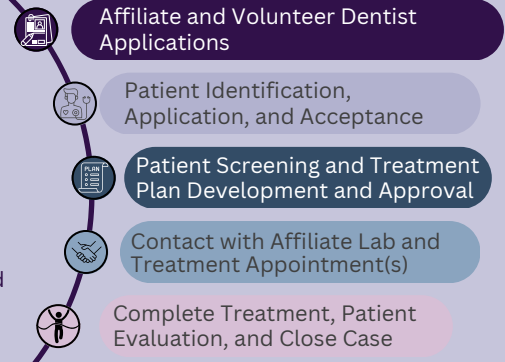 Affiliate and Volunteer Dentist
Applications
Patient Identification,
Application, and Acceptance
PLAN
Patient Screening and Treatment
Plan Development and Approval
Contact with Affiliate Lab and
Treatment Appointment(s)
Complete Treatment, Patient
Evaluation, and Close Case